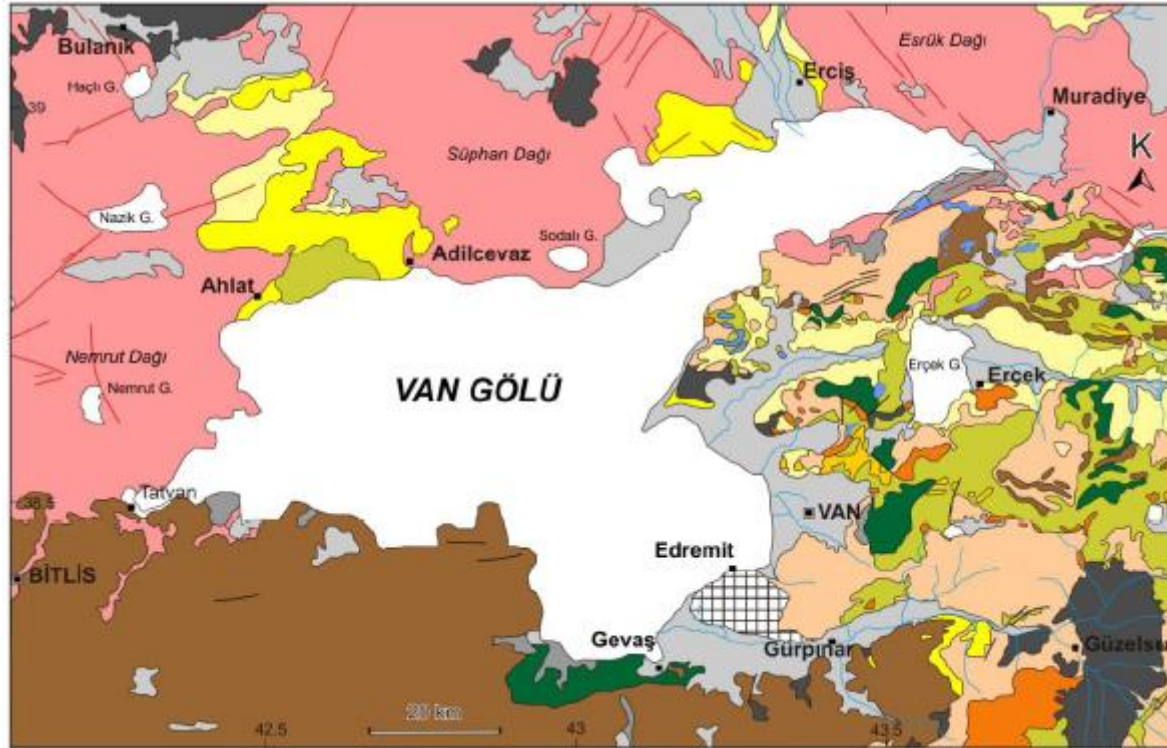 Bulanık
Haçlı G.
39
Erciş
Esrük Dağı
Muradiye
K
Süphan Dağı
Nazik G.
Sodalı G.
Adilcevaz
Ahlat
Nemrut Dağı
Nemrut G.
VAN GÖLÜ
Erçek G.
Erçek
Tatvan
38.5
VAN
BİTLİS
Edremit
Gevaş
Gürpınar
Güzelsu
20 km
42.5
43
43.5